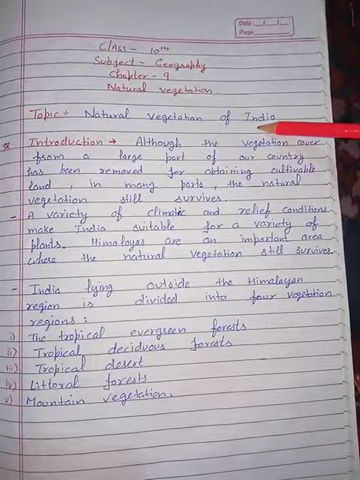 Date : __/__/__
Page:
Class - 10th
Subject - Geography
Chapter - 9
Natural vegetation
Topic :- Natural Vegetation of India
Introduction → Although the vegetation cover
from a large part of our country
has been removed for obtaining cultivable
land, in many parts, the natural
vegetation still survives.
- A variety of climatic and relief conditions
make India suitable for a variety of
plants. Himalayas are an important area
where the natural vegetation still survives.
- India lying outside the Himalayan
region is divided into four vegetation
regions :
i) The tropical evergreen forests
ii) Tropical deciduous forests
iii) Tropical desert
iv) Littoral forests
v) Mountain vegetation.